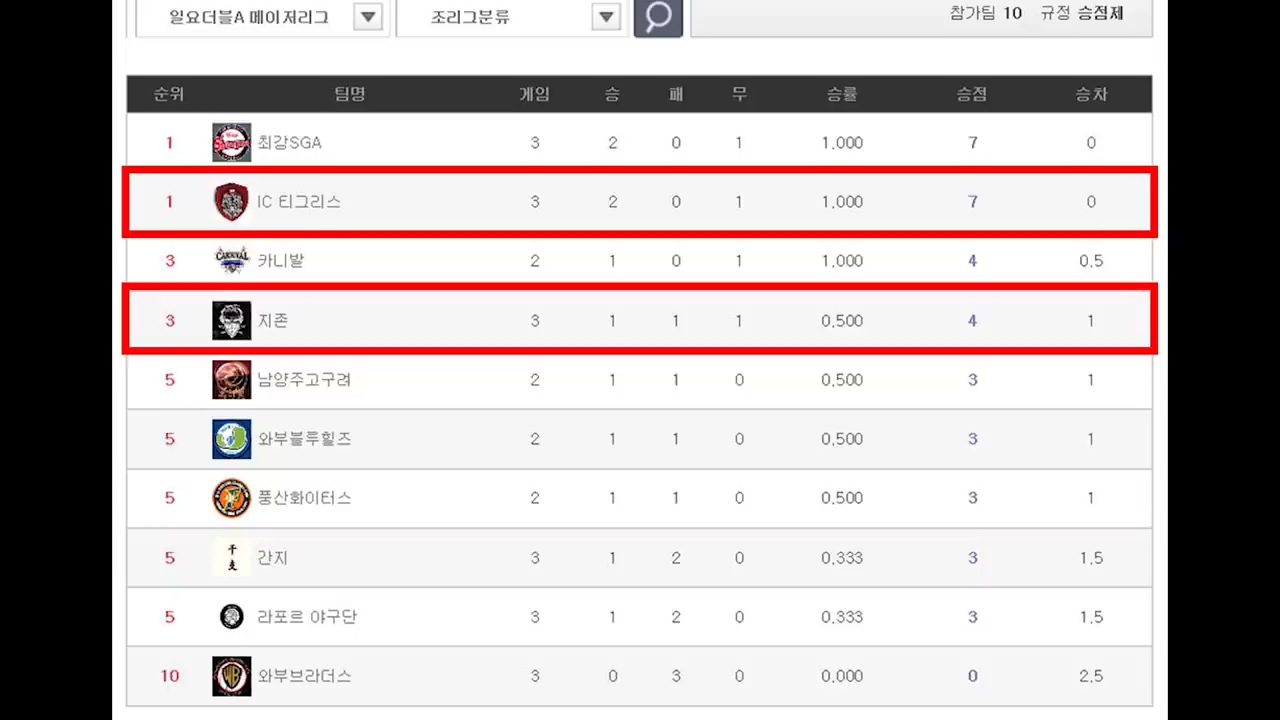 일요더블A 메이저리그 조리그분류 참가팀 10 규정 승점제
순위 팀명 게임 승 패 무 승률 승점 승차
1 최강SGA 3 2 0 1 1.000 7 0
1 IC 티그리스 3 2 0 1 1.000 7 0
3 CARNIVAL 카니발 2 1 0 1 1.000 4 0.5
3 지존 3 1 1 1 0.500 4 1
5 남양주고구려 2 1 1 0 0.500 3 1
5 와부블루힐즈 2 1 1 0 0.500 3 1
5 풍산화이터스 2 1 1 0 0.500 3 1
5 간지 3 1 2 0 0.333 3 1.5
5 라포르 야구단 3 1 2 0 0.333 3 1.5
10 WB 와부브라더스 3 0 3 0 0.000 0 2.5